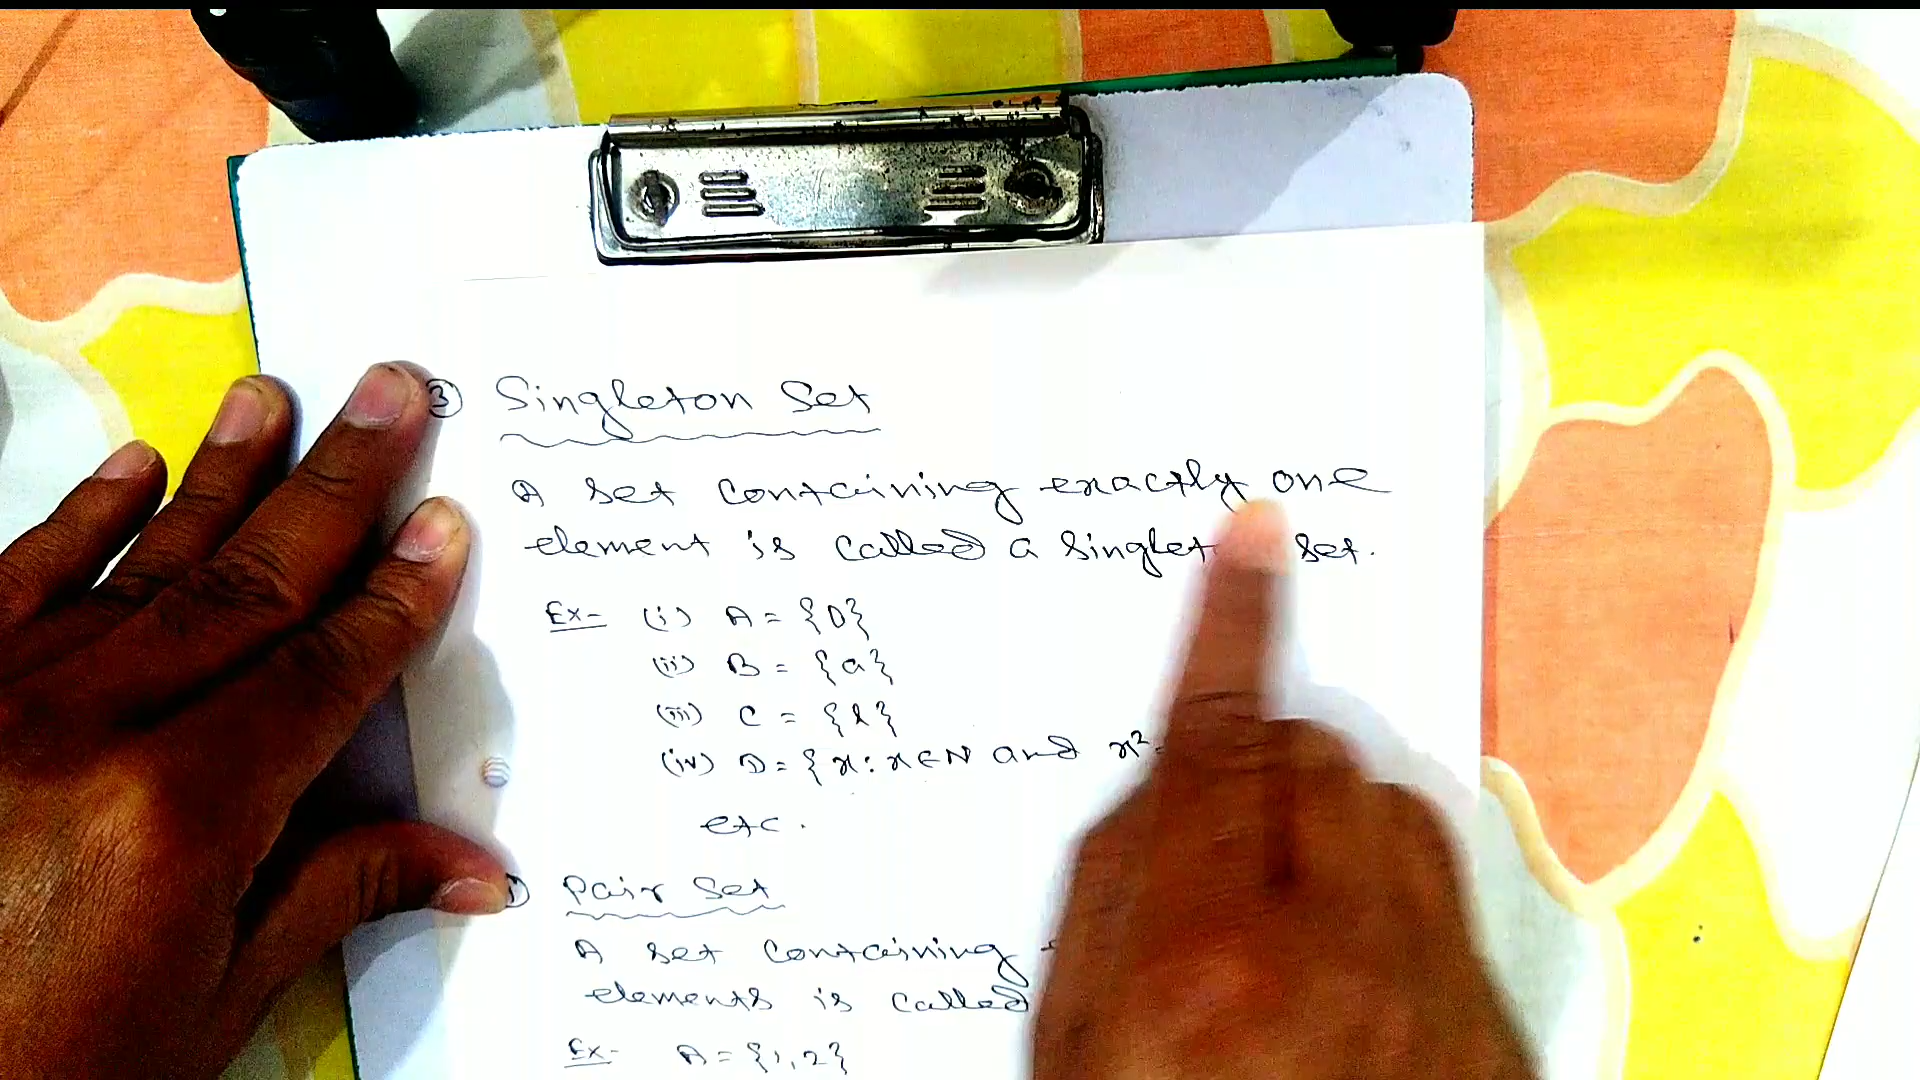 ③ Singleton Set
A set containing exactly one
element is called a set.
Ex- (i) A = {0}
(ii) B = {a}
(iii) C = {l}
(iv) D = {x : x ∈ N and x²
etc.
Pair Set
A set containing
elements is called
Ex- A = {1, 2}